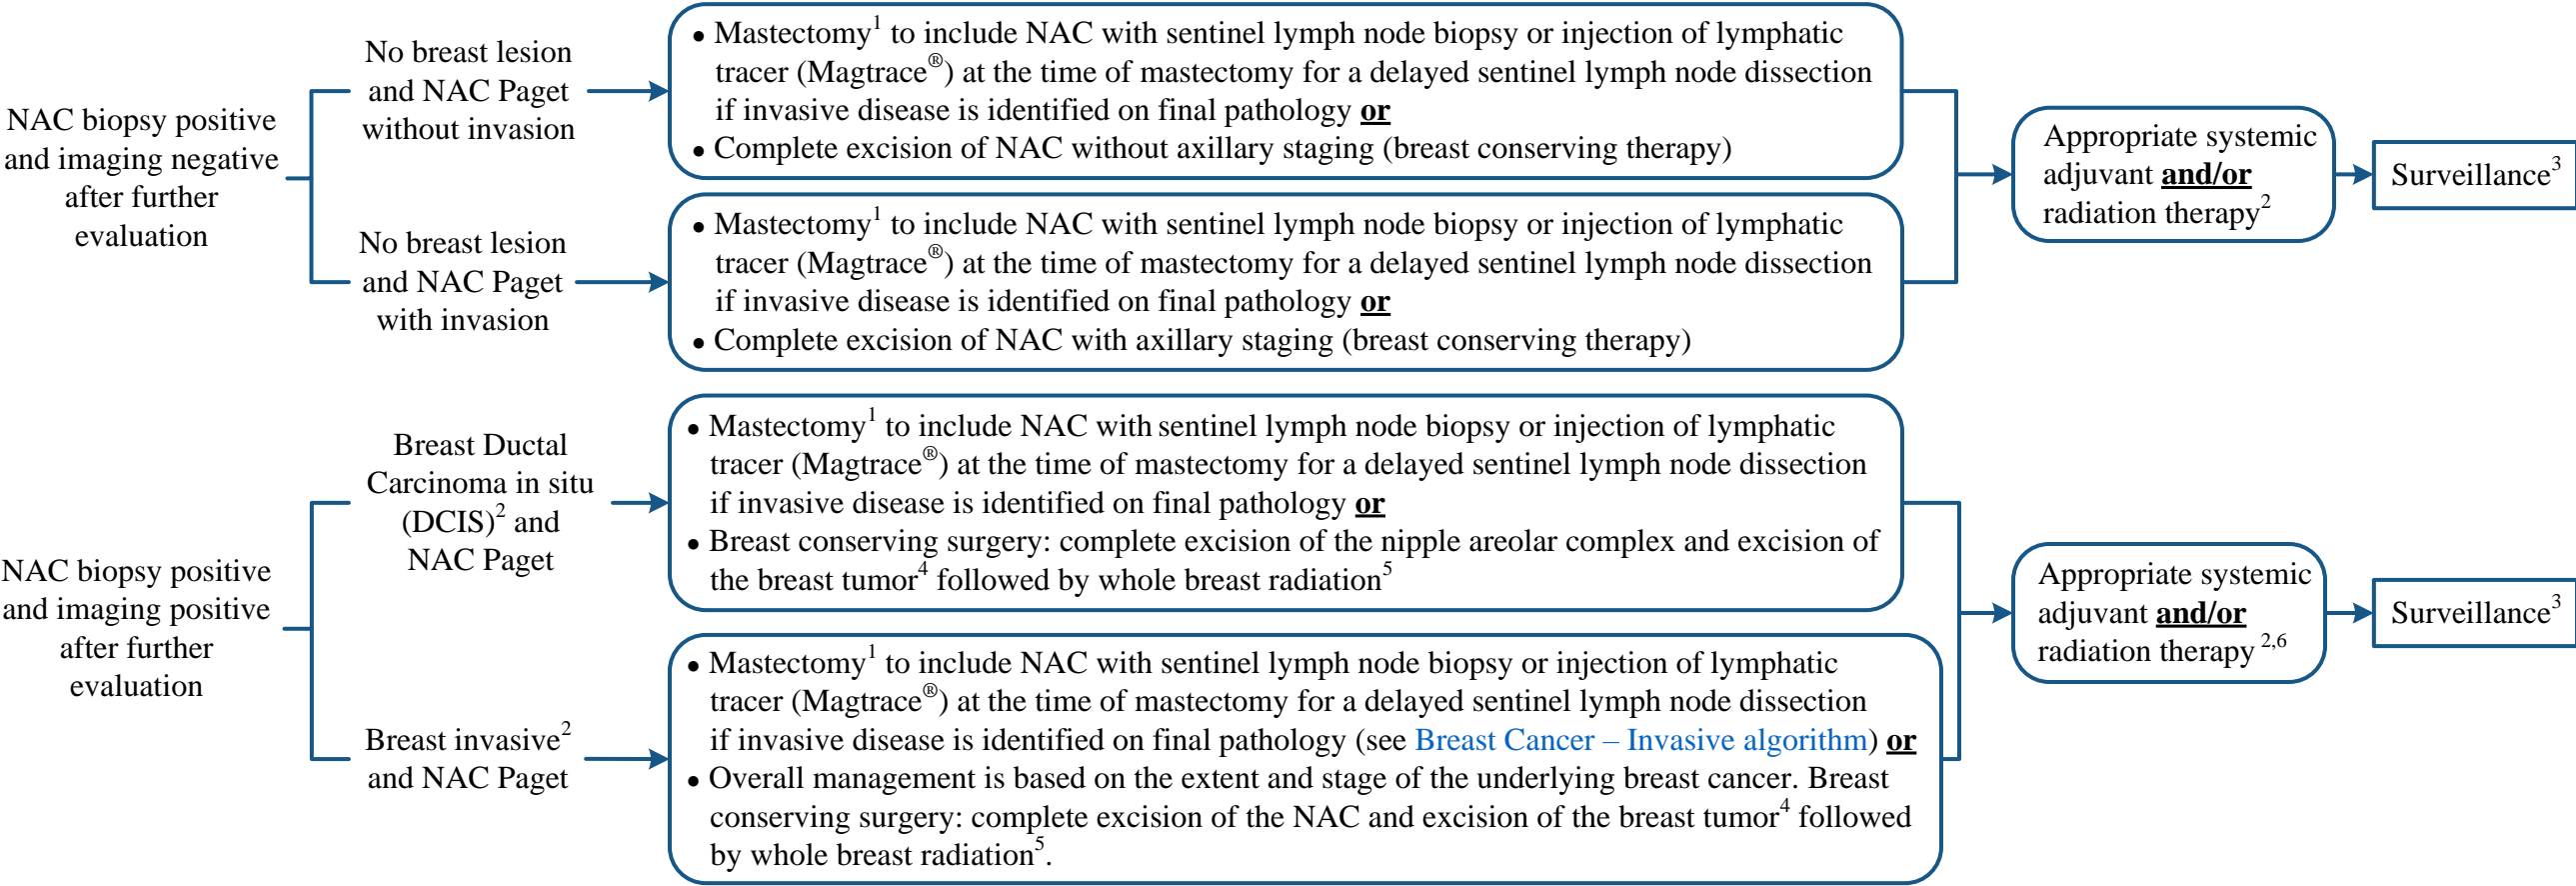 NAC biopsy positive
and imaging negative
after further
evaluation
No breast lesion
and NAC Paget
without invasion
• Mastectomy¹ to include NAC with sentinel lymph node biopsy or injection of lymphatic
tracer (Magtrace®) at the time of mastectomy for a delayed sentinel lymph node dissection
if invasive disease is identified on final pathology or
• Complete excision of NAC without axillary staging (breast conserving therapy)
No breast lesion
and NAC Paget
with invasion
• Mastectomy¹ to include NAC with sentinel lymph node biopsy or injection of lymphatic
tracer (Magtrace®) at the time of mastectomy for a delayed sentinel lymph node dissection
if invasive disease is identified on final pathology or
• Complete excision of NAC with axillary staging (breast conserving therapy)
Appropriate systemic
adjuvant and/or
radiation therapy²
Surveillance³
NAC biopsy positive
and imaging positive
after further
evaluation
Breast Ductal
Carcinoma in situ
(DCIS)² and
NAC Paget
• Mastectomy¹ to include NAC with sentinel lymph node biopsy or injection of lymphatic
tracer (Magtrace®) at the time of mastectomy for a delayed sentinel lymph node dissection
if invasive disease is identified on final pathology or
• Breast conserving surgery: complete excision of the nipple areolar complex and excision of
the breast tumor⁴ followed by whole breast radiation⁵
Breast invasive²
and NAC Paget
• Mastectomy¹ to include NAC with sentinel lymph node biopsy or injection of lymphatic
tracer (Magtrace®) at the time of mastectomy for a delayed sentinel lymph node dissection
if invasive disease is identified on final pathology (see Breast Cancer – Invasive algorithm) or
• Overall management is based on the extent and stage of the underlying breast cancer. Breast
conserving surgery: complete excision of the NAC and excision of the breast tumor⁴ followed
by whole breast radiation⁵.
Appropriate systemic
adjuvant and/or
radiation therapy ²,⁶
Surveillance³